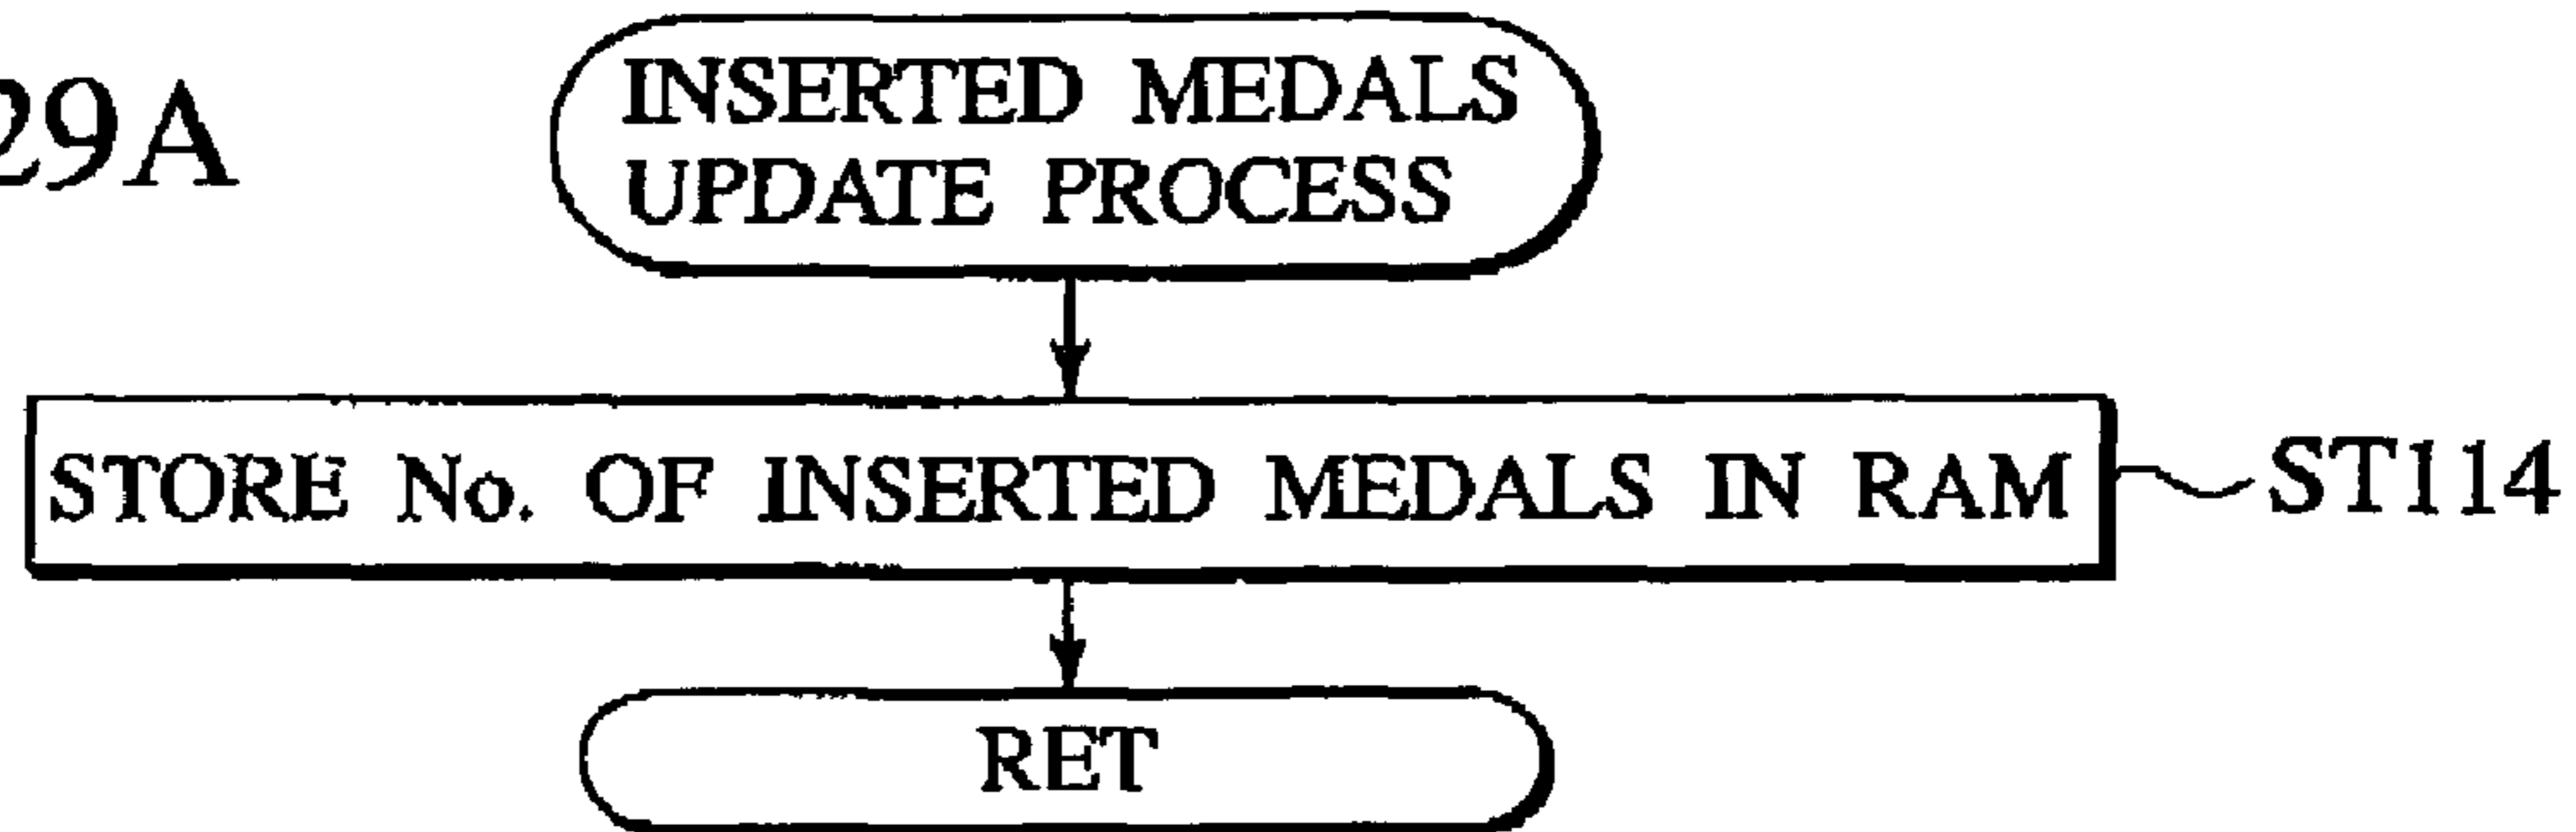 29A
INSERTED MEDALS
UPDATE PROCESS
STORE No. OF INSERTED MEDALS IN RAM
ST114
RET